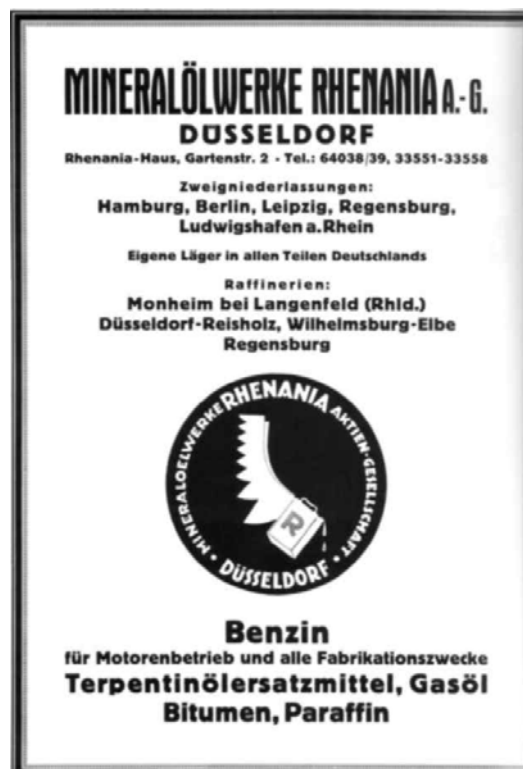 MINERALÖLWERKE RHENANIA A.-G.
DÜSSELDORF
Rhenania-Haus, Gartenstr. 2 - Tel.: 64038/39, 33551-33558
Zweigniederlassungen:
Hamburg, Berlin, Leipzig, Regensburg,
Ludwigshafen a. Rhein
Eigene Läger in allen Teilen Deutschlands
Raffinerien:
Monheim bei Langenfeld (Rhld.)
Düsseldorf-Reisholz, Wilhelmsburg-Elbe
Regensburg
MINERALOELWERKE RHENANIA AKTIEN-GESELLSCHAFT
R
• DÜSSELDORF •
Benzin
für Motorenbetrieb und alle Fabrikationszwecke
Terpentinölersatzmittel, Gasöl
Bitumen, Paraffin